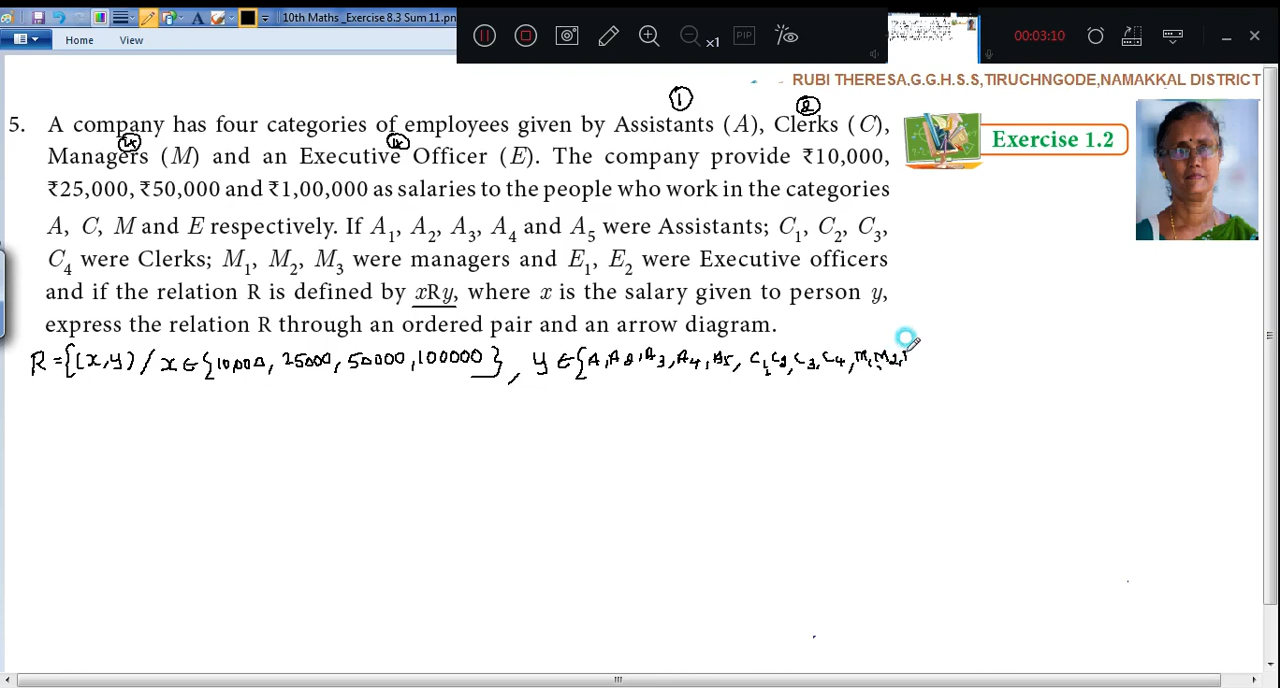 10th Maths _Exercise 8.3 Sum 11.pn
Home View
x1 PIP 00:03:10
RUBI THERESA,G.G.H.S.S,TIRUCHNGODE,NAMAKKAL DISTRICT
Exercise 1.2
1 2
5. A company has four categories of employees given by Assistants (A), Clerks (C),
Managers (M) and an Executive Officer (E). The company provide ₹10,000,
₹25,000, ₹50,000 and ₹1,00,000 as salaries to the people who work in the categories
A, C, M and E respectively. If A₁, A₂, A₃, A₄ and A₅ were Assistants; C₁, C₂, C₃,
C₄ were Clerks; M₁, M₂, M₃ were managers and E₁, E₂ were Executive officers
and if the relation R is defined by xRy, where x is the salary given to person y,
express the relation R through an ordered pair and an arrow diagram.
R={(x,y) / x∈{10000, 25000, 50000, 100000}, y∈{A₁,A₂,A₃,A₄,A₅, C₁,C₂,C₃,C₄,M₁,M₂,